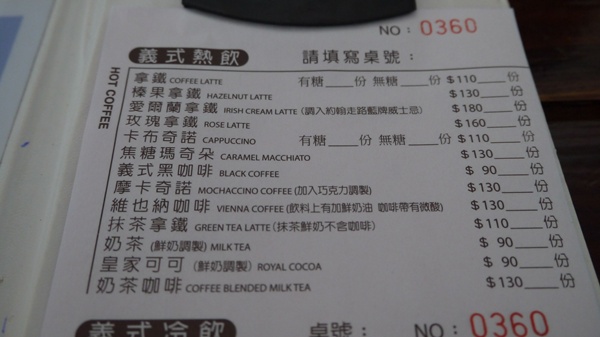 NO：0360
義式熱飲 請填寫桌號：
HOT COFFEE
拿鐵 COFFEE LATTE 有糖____份 無糖____份 $110____份
榛果拿鐵 HAZELNUT LATTE $130____份
愛爾蘭拿鐵 IRISH CREAM LATTE（調入約翰走路藍牌威士忌） $180____份
玫瑰拿鐵 ROSE LATTE $160____份
卡布奇諾 CAPPUCCINO 有糖____份 無糖____份 $110____份
焦糖瑪奇朵 CARAMEL MACCHIATO $130____份
義式黑咖啡 BLACK COFFEE $ 90____份
摩卡奇諾 MOCHACCINO COFFEE (加入巧克力調製) $130____份
維也納咖啡 VIENNA COFFEE (飲料上有加鮮奶油 咖啡帶有微酸) $130____份
抹茶拿鐵 GREEN TEA LATTE（抹茶鮮奶不含咖啡） $110____份
奶茶 (鮮奶調製) MILK TEA $ 90____份
皇家可可（鮮奶調製）ROYAL COCOA $ 90____份
奶茶咖啡 COFFEE BLENDED MILK TEA $130____份
義式冷飲 桌號： NO：0360